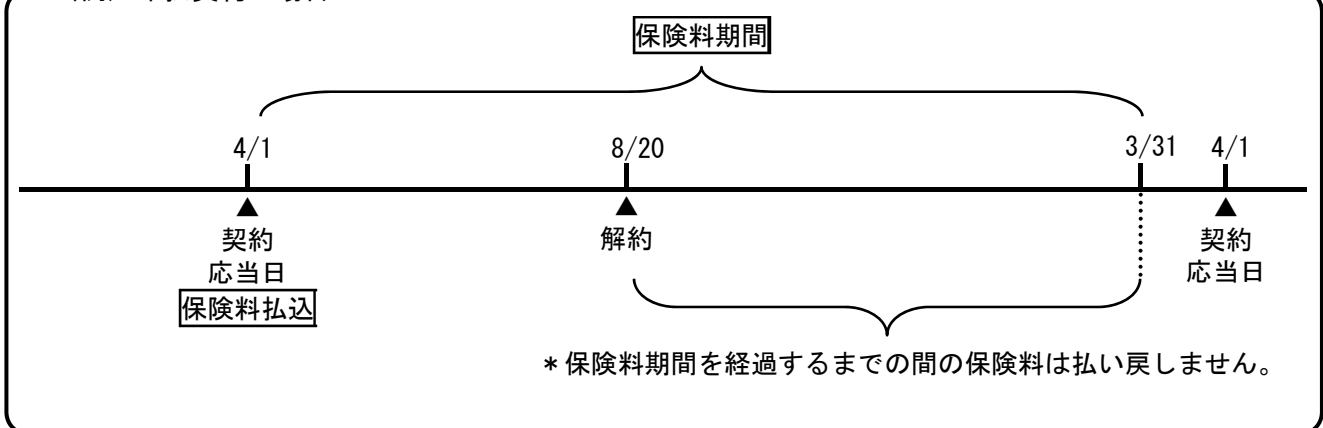 保険料期間
4/1
8/20
3/31
4/1
▲
▲
▲
契約
応当日
保険料払込
解約
契約
応当日
*保険料期間を経過するまでの間の保険料は払い戻しません。